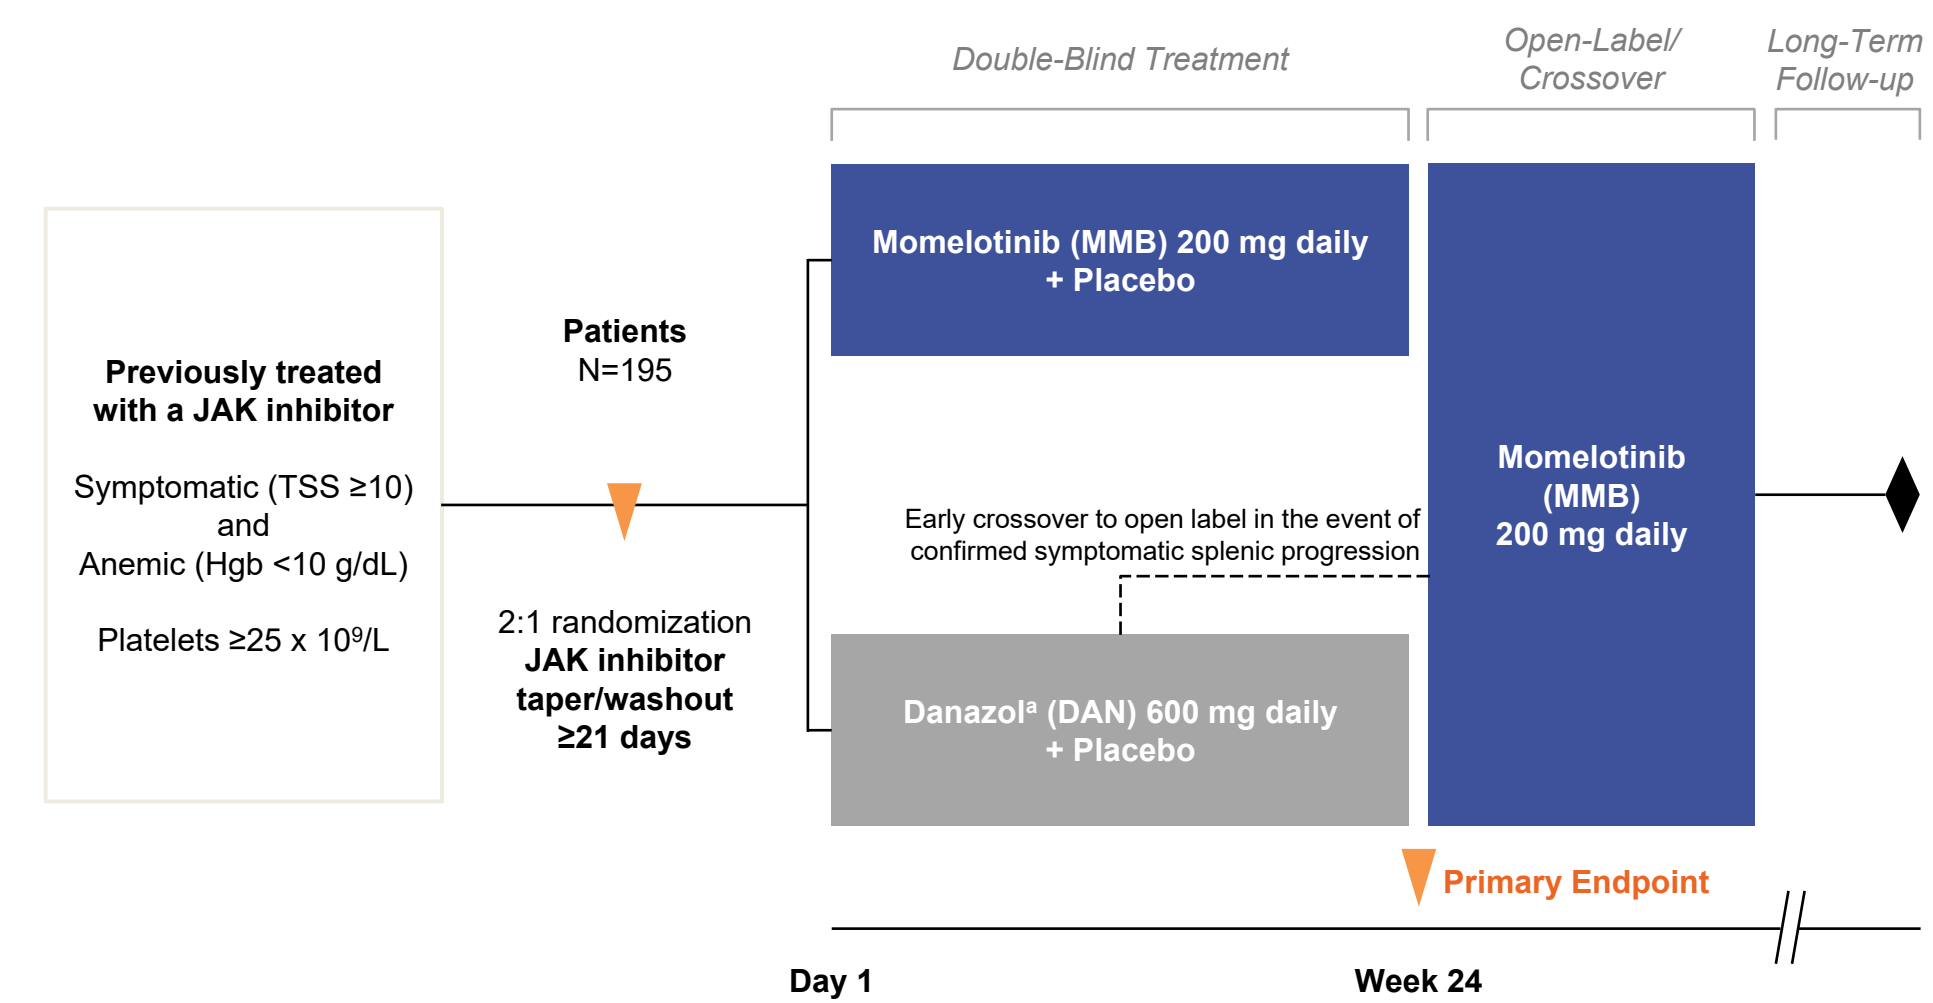 Double-Blind Treatment
Open-Label/
Crossover
Long-Term
Follow-up
Previously treated
with a JAK inhibitor
Symptomatic (TSS ≥10)
and
Anemic (Hgb <10 g/dL)
Platelets ≥25 x 10⁹/L
Patients
N=195
2:1 randomization
JAK inhibitor
taper/washout
≥21 days
Momelotinib (MMB) 200 mg daily
+ Placebo
Early crossover to open label in the event of
confirmed symptomatic splenic progression
Danazolᵃ (DAN) 600 mg daily
+ Placebo
Momelotinib
(MMB)
200 mg daily
Primary Endpoint
Day 1
Week 24